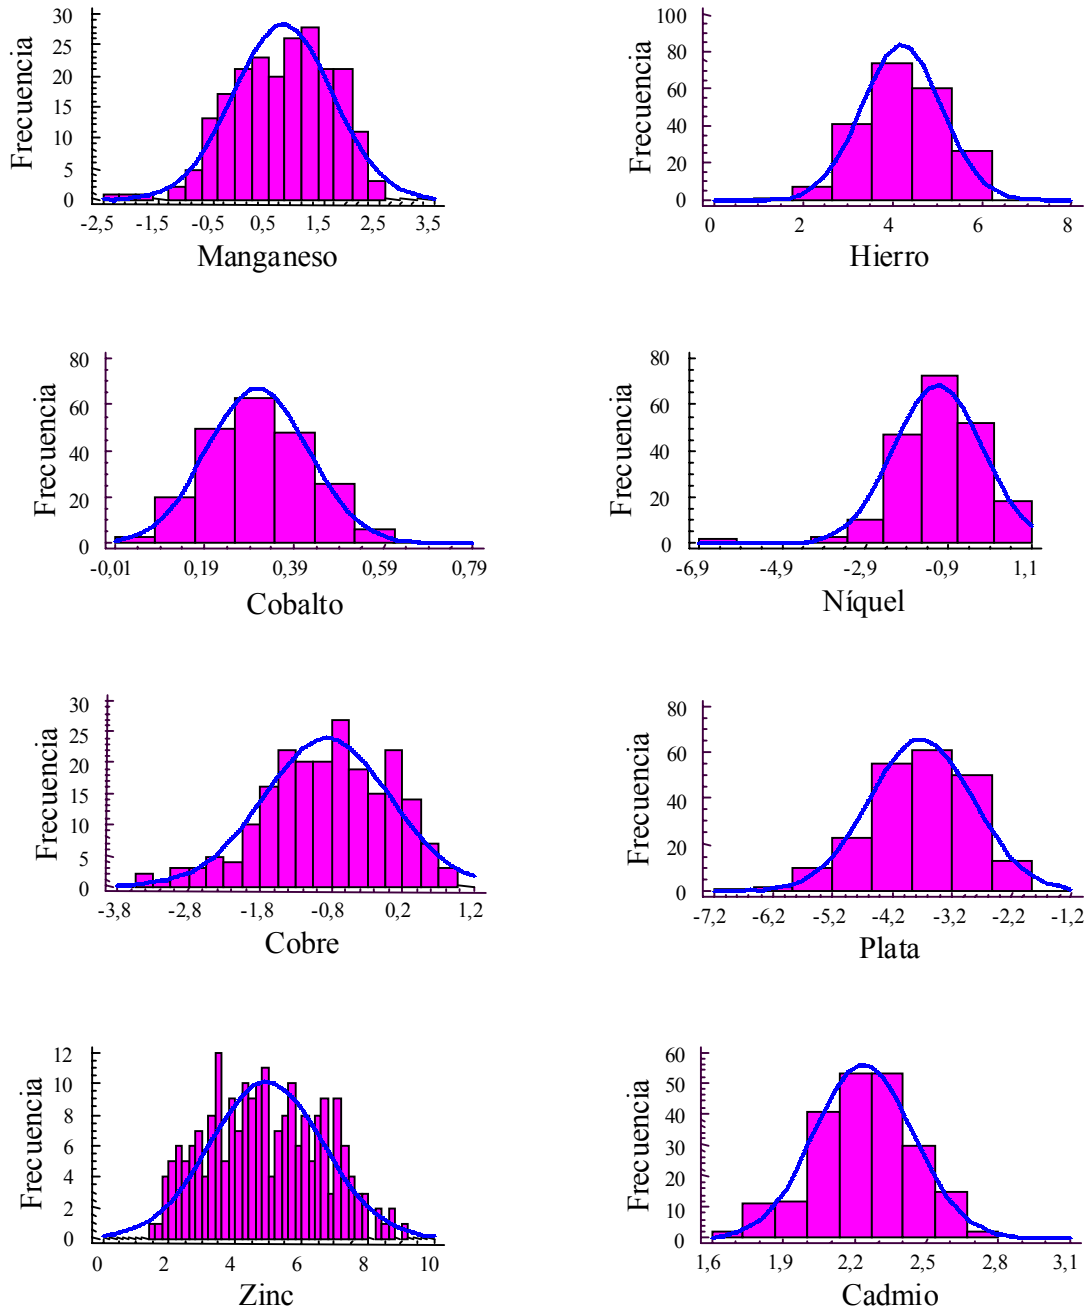 Frecuencia
30
25
20
15
10
5
0
-2,5 -1,5 -0,5 0,5 1,5 2,5 3,5
Manganeso
Frecuencia
100
80
60
40
20
0
0 2 4 6 8
Hierro
Frecuencia
80
60
40
20
0
-0,01 0,19 0,39 0,59 0,79
Cobalto
Frecuencia
80
60
40
20
0
-6,9 -4,9 -2,9 -0,9 1,1
Níquel
Frecuencia
30
25
20
15
10
5
0
-3,8 -2,8 -1,8 -0,8 0,2 1,2
Cobre
Frecuencia
80
60
40
20
0
-7,2 -6,2 -5,2 -4,2 -3,2 -2,2 -1,2
Plata
Frecuencia
12
10
8
6
4
2
0
0 2 4 6 8 10
Zinc
Frecuencia
60
50
40
30
20
10
0
1,6 1,9 2,2 2,5 2,8 3,1
Cadmio